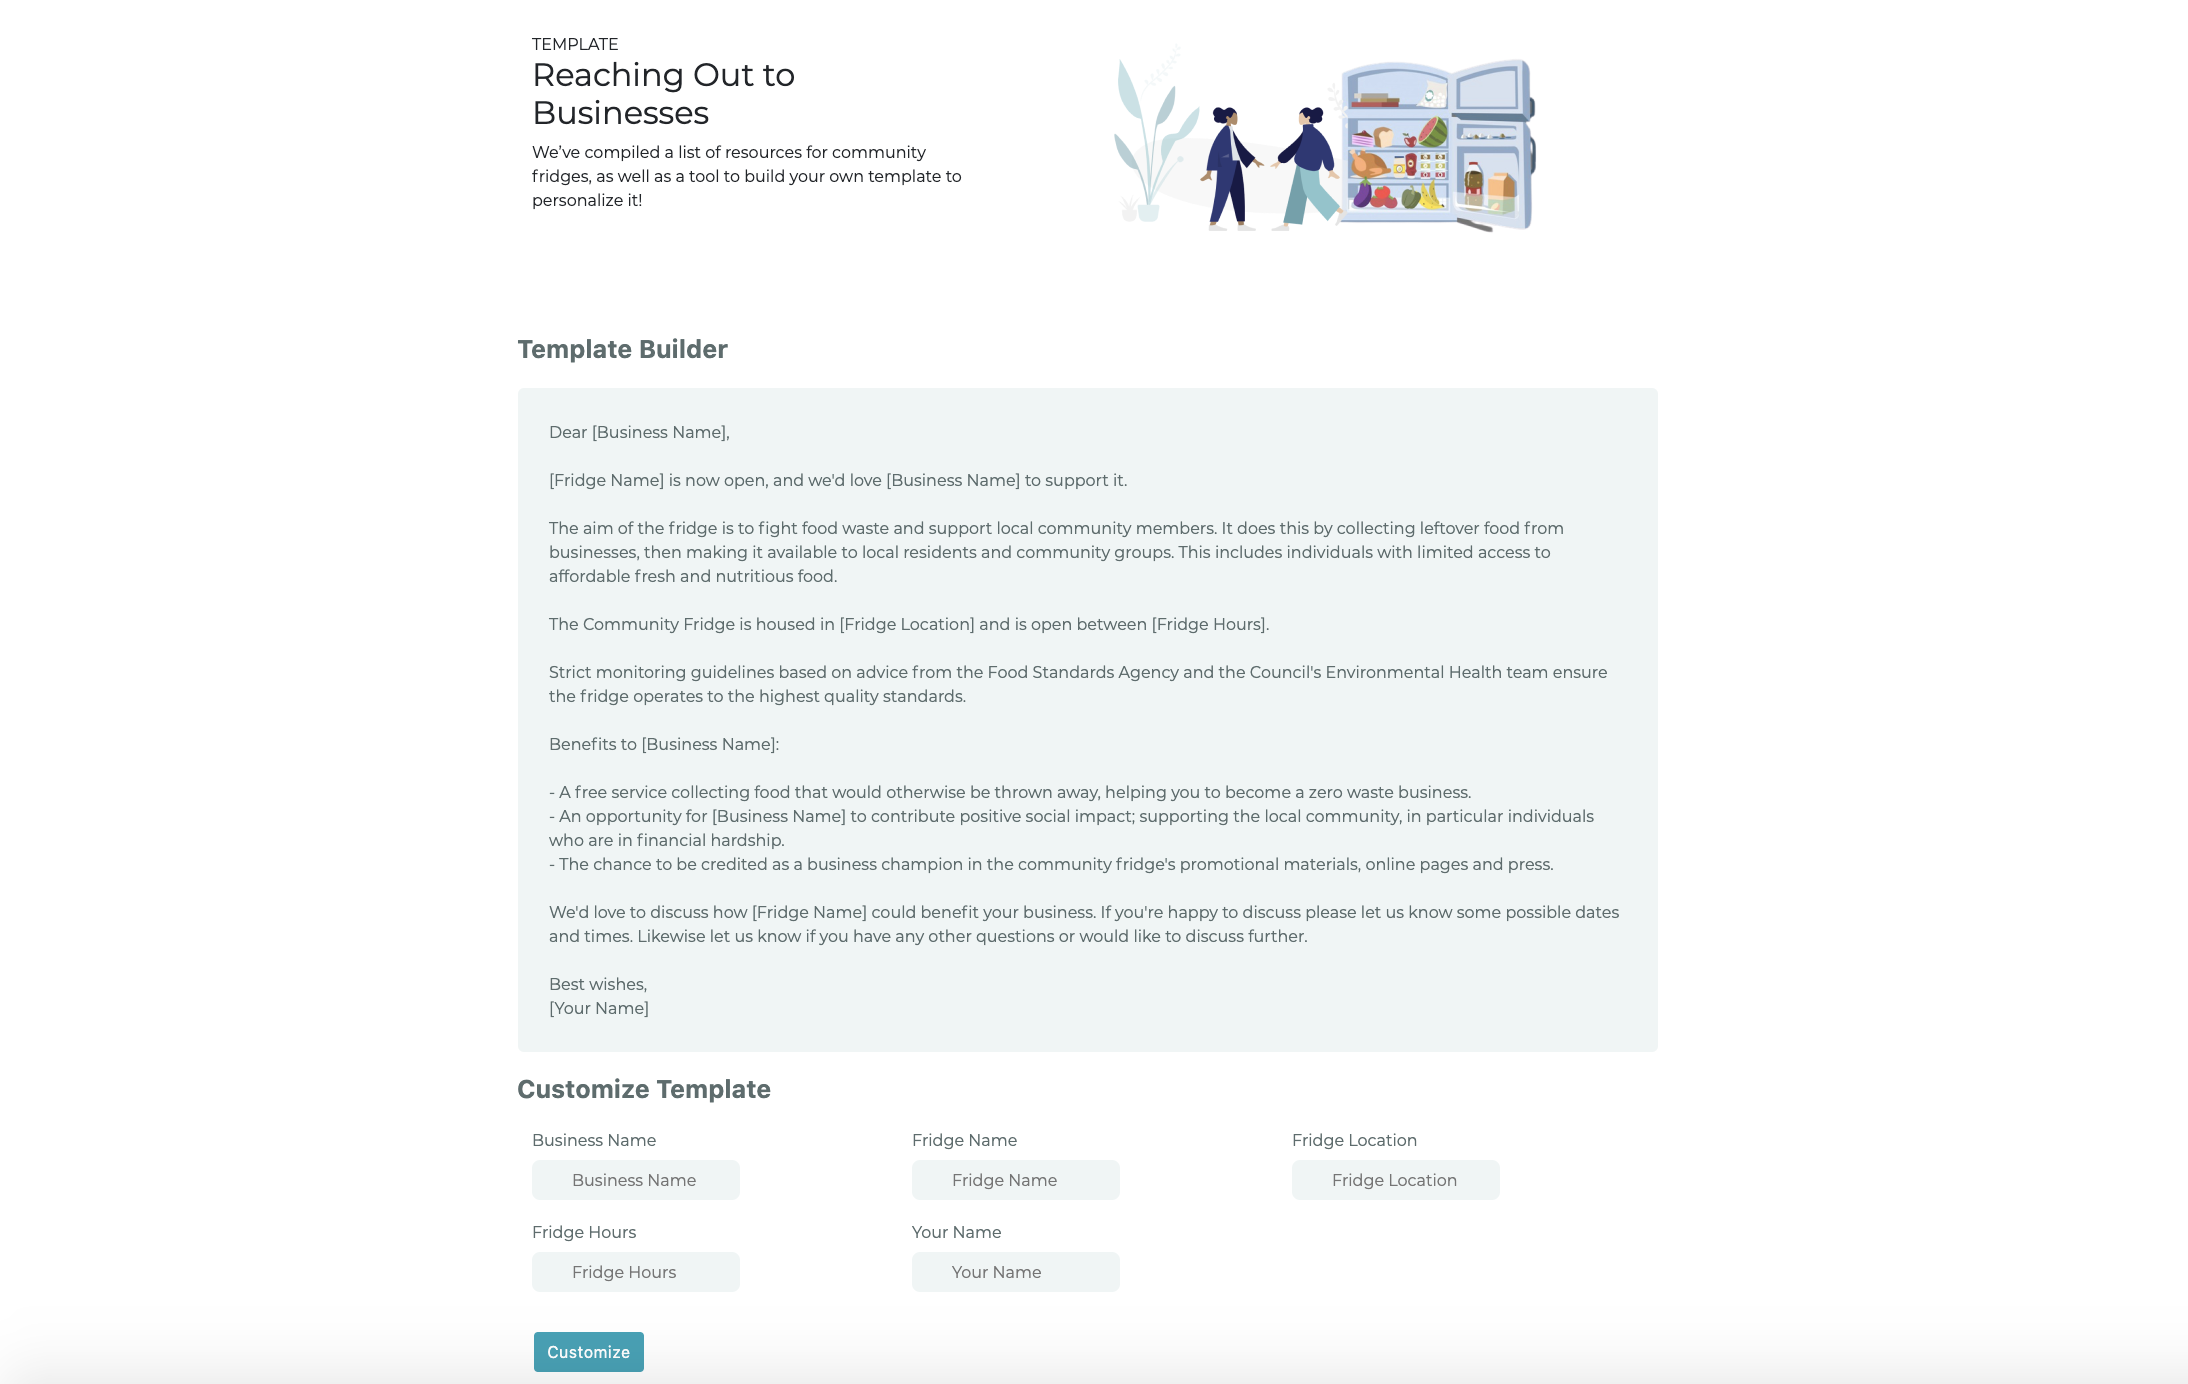 TEMPLATE
Reaching Out to
Businesses
We’ve compiled a list of resources for community
fridges, as well as a tool to build your own template to
personalize it!
Template Builder
Dear [Business Name],
[Fridge Name] is now open, and we'd love [Business Name] to support it.
The aim of the fridge is to fight food waste and support local community members. It does this by collecting leftover food from
businesses, then making it available to local residents and community groups. This includes individuals with limited access to
affordable fresh and nutritious food.
The Community Fridge is housed in [Fridge Location] and is open between [Fridge Hours].
Strict monitoring guidelines based on advice from the Food Standards Agency and the Council's Environmental Health team ensure
the fridge operates to the highest quality standards.
Benefits to [Business Name]:
- A free service collecting food that would otherwise be thrown away, helping you to become a zero waste business.
- An opportunity for [Business Name] to contribute positive social impact; supporting the local community, in particular individuals
who are in financial hardship.
- The chance to be credited as a business champion in the community fridge's promotional materials, online pages and press.
We'd love to discuss how [Fridge Name] could benefit your business. If you're happy to discuss please let us know some possible dates
and times. Likewise let us know if you have any other questions or would like to discuss further.
Best wishes,
[Your Name]
Customize Template
Business Name
Fridge Name
Fridge Location
Business Name
Fridge Name
Fridge Location
Fridge Hours
Your Name
Fridge Hours
Your Name
Customize